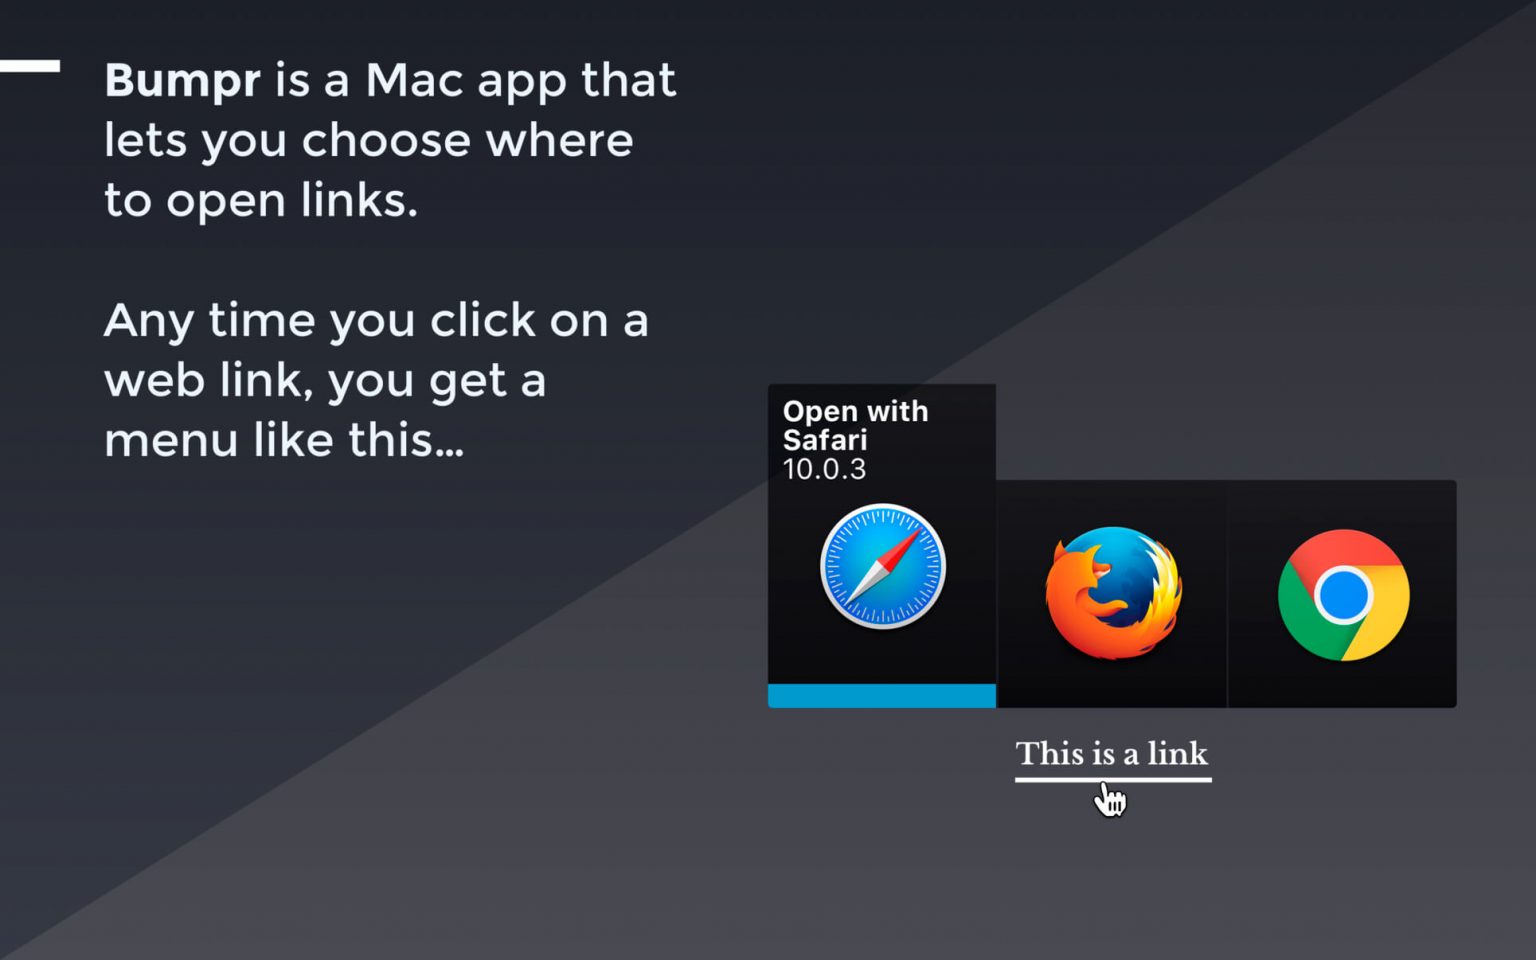 Bumpr is a Mac app that
lets you choose where
to open links.
Any time you click on a
web link, you get a
menu like this...
Open with
Safari
10.0.3
This is a link